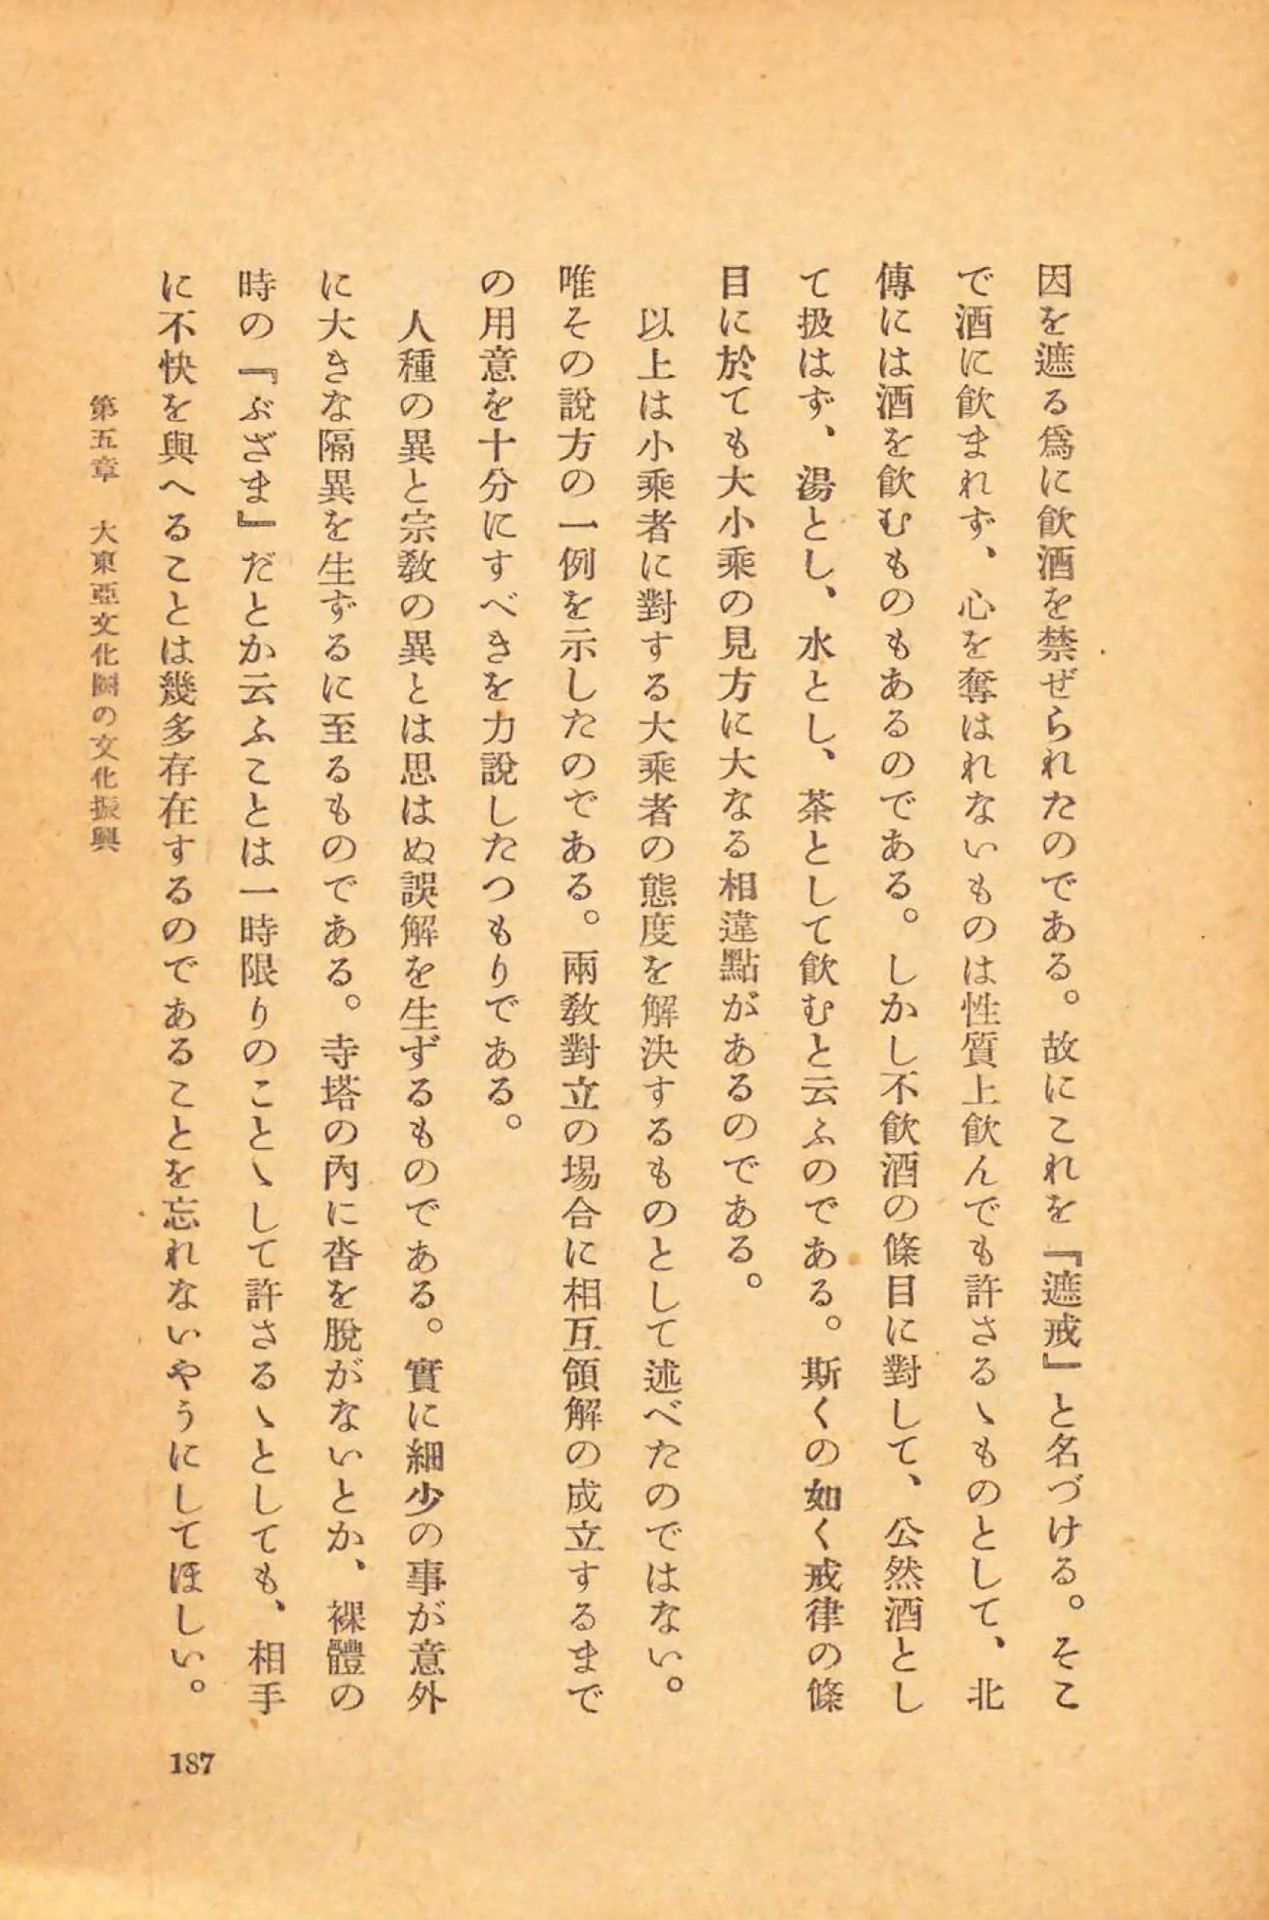 因を遮る爲に飮酒を禁ぜられたのである。故にこれを『遮戒』と名づける。そこ
で酒に飮まれず、心を奪はれないものは性質上飮んでも許さるゝものとして、北
傳には酒を飮むものもあるのである。しかし不飮酒の條目に對して、公然酒とし
て扱はず、湯とし、水とし、茶として飮むと云ふのである。斯くの如く戒律の條
目に於ても大小乘の見方に大なる相違點があるのである。
以上は小乘者に對する大乘者の態度を解決するものとして述べたのではない。
唯その說方の一例を示したのである。兩敎對立の場合に相互領解の成立するまで
の用意を十分にすべきを力說したつもりである。
人種の異と宗敎の異とは思はぬ誤解を生ずるものである。實に細少の事が意外
に大きな隔異を生ずるに至るものである。寺塔の內に沓を脫がないとか、裸體の
時の『ぶざま』だとか云ふことは一時限りのことゝして許さるゝとしても、相手
に不快を與へることは幾多存在するのであることを忘れないやうにしてほしい。
第五章 大東亞文化圈の文化振興
187